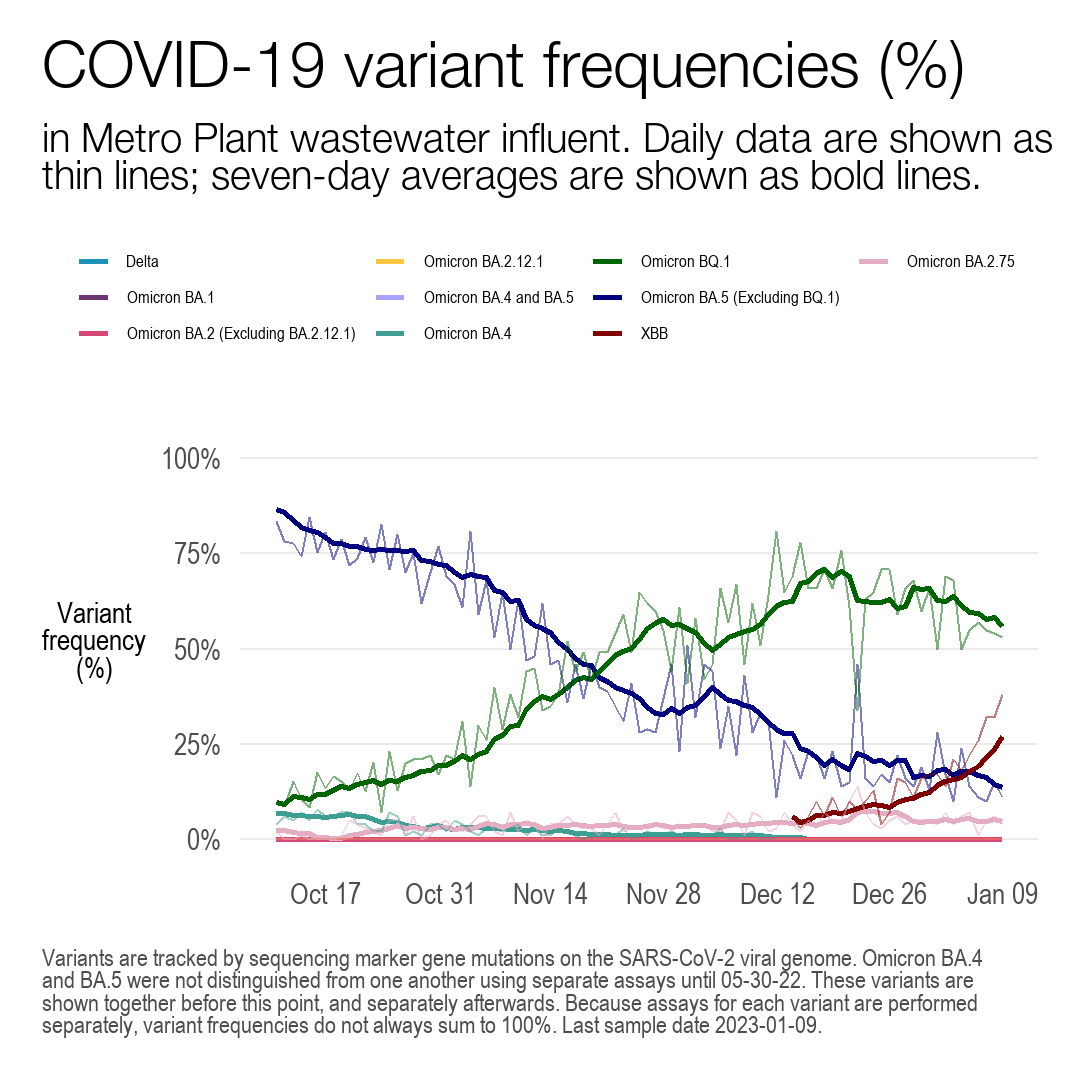 COVID-19 variant frequencies (%)
in Metro Plant wastewater influent. Daily data are shown as
thin lines; seven-day averages are shown as bold lines.
Delta
Omicron BA.2.12.1
Omicron BQ.1
Omicron BA.2.75
Omicron BA.1
Omicron BA.4 and BA.5
Omicron BA.5 (Excluding BQ.1)
Omicron BA.2 (Excluding BA.2.12.1)
Omicron BA.4
XBB
100%
75%
50%
25%
0%
Variant
frequency
(%)
Oct 17
Oct 31
Nov 14
Nov 28
Dec 12
Dec 26
Jan 09
Variants are tracked by sequencing marker gene mutations on the SARS-CoV-2 viral genome. Omicron BA.4
and BA.5 were not distinguished from one another using separate assays until 05-30-22. These variants are
shown together before this point, and separately afterwards. Because assays for each variant are performed
separately, variant frequencies do not always sum to 100%. Last sample date 2023-01-09.